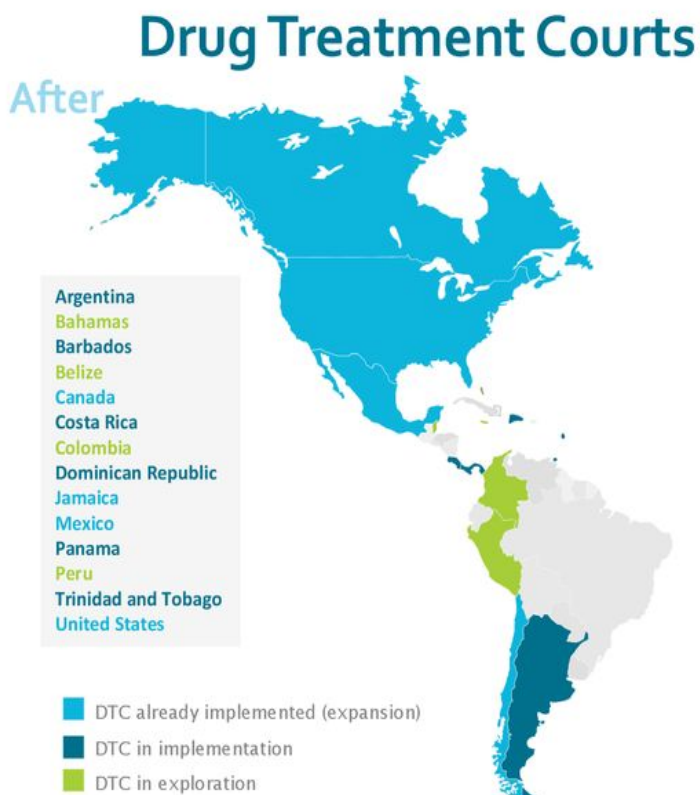 Drug Treatment Courts
After
Argentina
Bahamas
Barbados
Belize
Canada
Costa Rica
Colombia
Dominican Republic
Jamaica
Mexico
Panama
Peru
Trinidad and Tobago
United States
DTC already implemented (expansion)
DTC in implementation
DTC in exploration